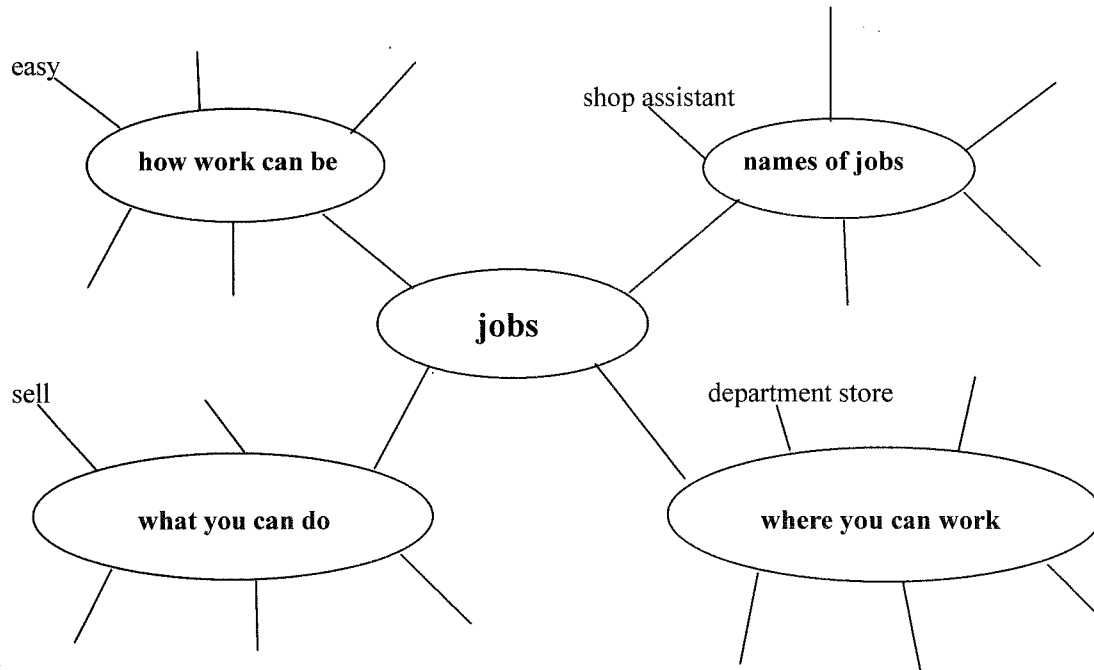 easy
shop assistant
how work can be
names of jobs
jobs
sell
department store
what you can do
where you can work